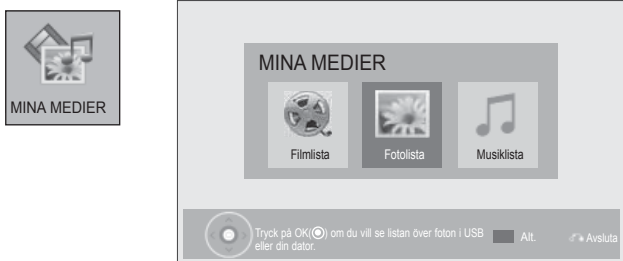 MINA MEDIER
MINA MEDIER
Filmlista
Fotolista
Musiklista
Tryck på OK(◉) om du vill se listan över foton i USB
eller din dator.
Alt.
Avsluta